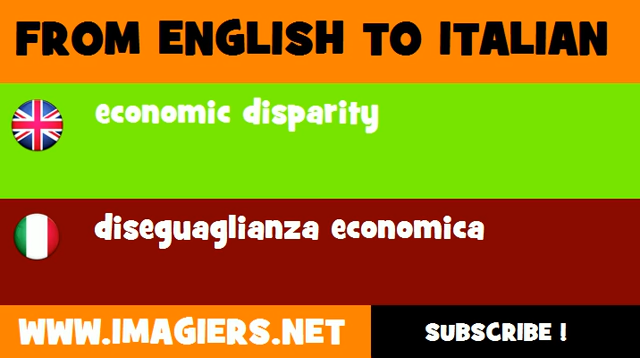 FROM ENGLISH TO ITALIAN
economic disparity
diseguaglianza economica
WWW.IMAGIERS.NET
SUBSCRIBE !